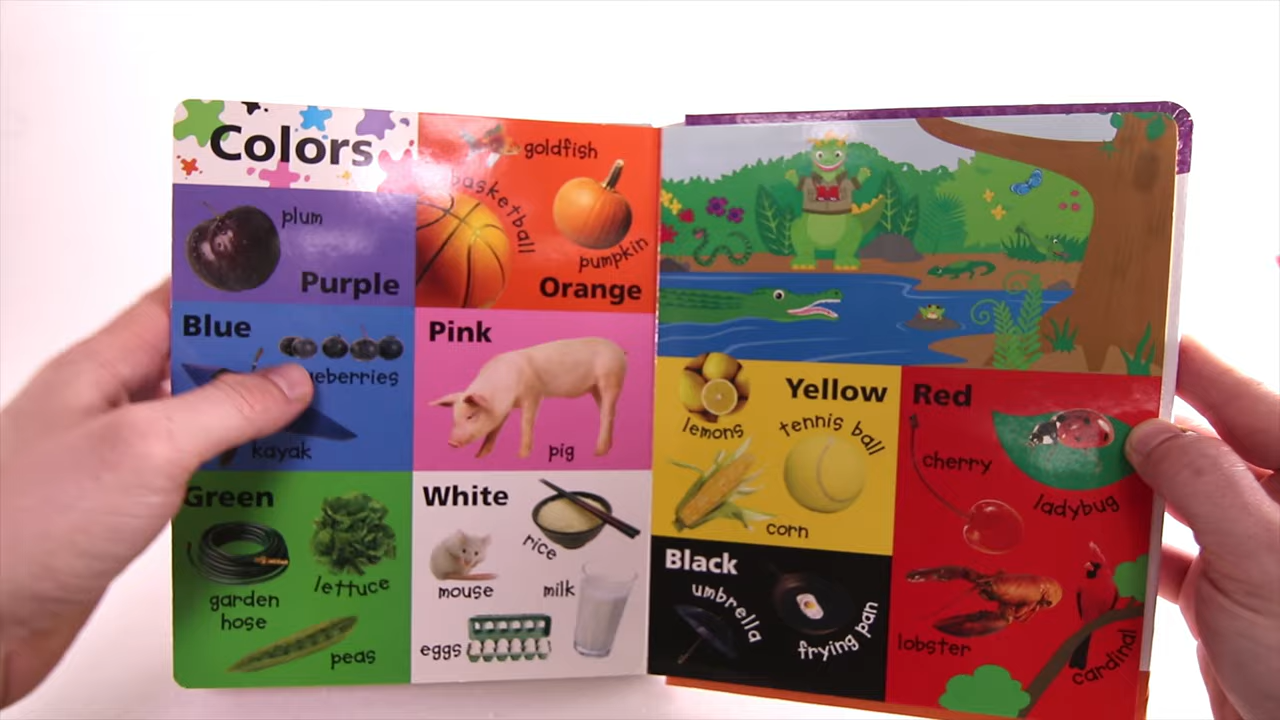 Colors
plum
Purple
goldfish
basketball
pumpkin
Orange
Blue
ueberries
kayak
Pink
pig
Green
garden
hose
lettuce
peas
White
rice
mouse
milk
eggs
Yellow
lemons
tennis ball
corn
Black
umbrella
frying pan
Red
cherry
ladybug
lobster
cardinal